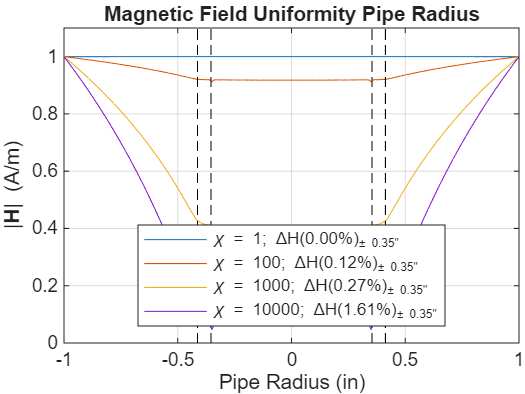 Magnetic Field Uniformity Pipe Radius
1
0.8
0.6
0.4
0.2
0
|H| (A/m)
χ = 1; ΔH(0.00%)± 0.35"
χ = 100; ΔH(0.12%)± 0.35"
χ = 1000; ΔH(0.27%)± 0.35"
χ = 10000; ΔH(1.61%)± 0.35"
-1 -0.5 0 0.5 1
Pipe Radius (in)